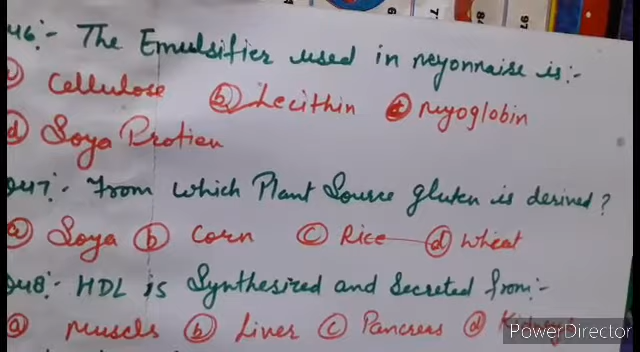 46:- The Emulsifier used in meyonnaise is:-
Cellulose (b) Lecithin (c) myoglobin
(d) Soya Protien
Q47:- From which Plant Source gluten is derived?
(a) Soya (b) Corn (c) Rice (d) Wheat
Q48:- HDL is Synthesized and Secreted from:-
(a) Muscles (b) Liver (c) Pancreas (d)
PowerDirector